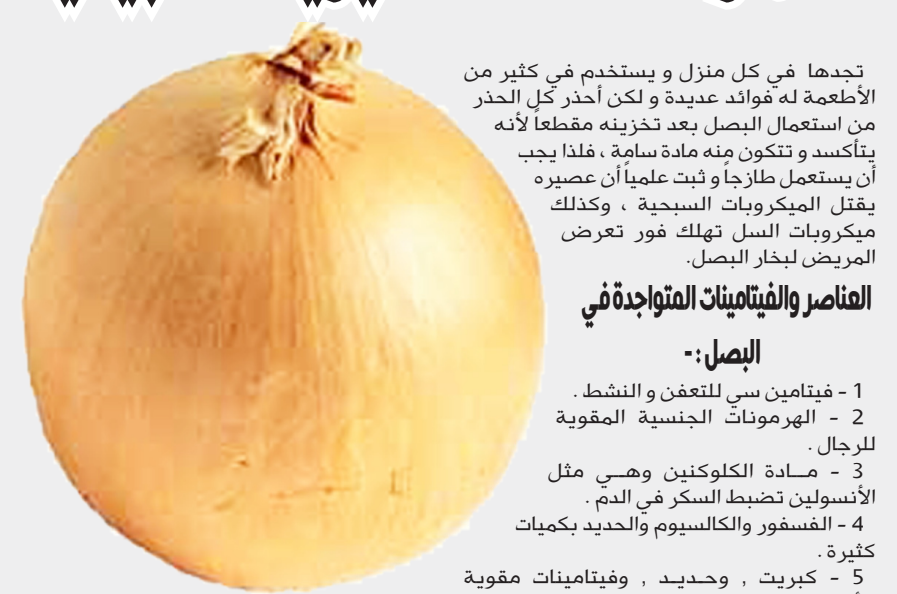 تجدها في كل منزل و يستخدم في كثير من
الأطعمة له فوائد عديدة و لكن أحذر كل الحذر
من استعمال البصل بعد تخزينه مقطعاً لأنه
يتأكسد و تتكون منه مادة سامة ، فلذا يجب
أن يستعمل طازجاً و ثبت علمياً أن عصيره
يقتل الميكروبات السبحية ، وكذلك
ميكروبات السل تهلك فور تعرض
المريض لبخار البصل.
العناصر والفيتامينات المتواجدة في
البصل : -
1 - فيتامين سي للتعفن و النشط .
2 - الهرمونات الجنسية المقوية
للرجال .
3 - مــادة الكلوكنين وهــي مثل
الأنسولين تضبط السكر في الدم .
4 - الفسفور والكالسيوم والحديد بكميات
كثيرة .
5 - كبريت , وحـديـد , وفيتامينات مقوية